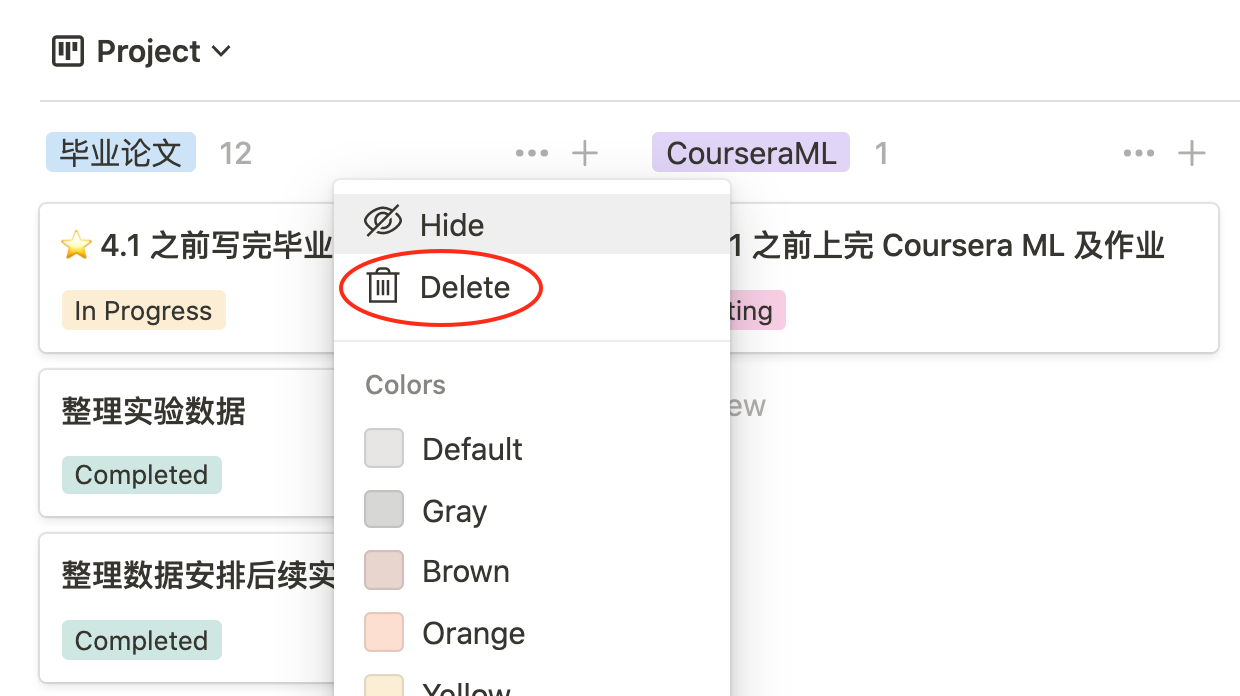 Project
毕业论文 12
CourseraML 1
Hide
⭐ 4.1 之前写完毕业
1 之前上完 Coursera ML 及作业
Delete
In Progress
ting
Colors
ew
整理实验数据
Default
Completed
Gray
Brown
整理数据安排后续实
Orange
Completed
Yellow